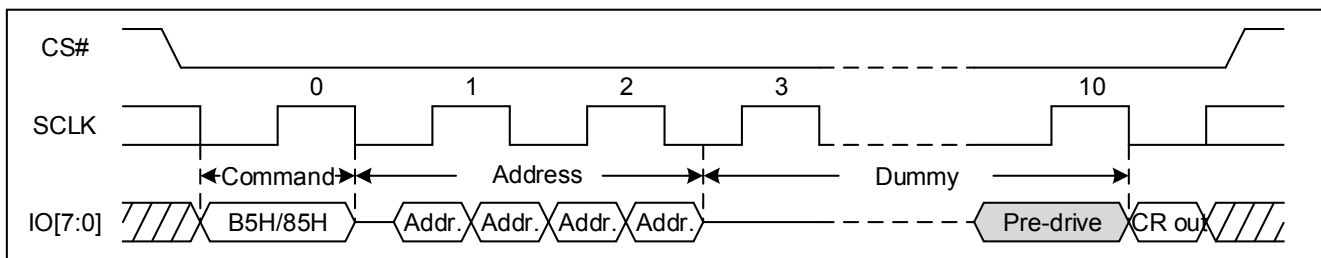 CS#
0 1 2 3 10
SCLK
Command Address Dummy
IO[7:0] B5H/85H Addr. Addr. Addr. Addr. Pre-drive CR out